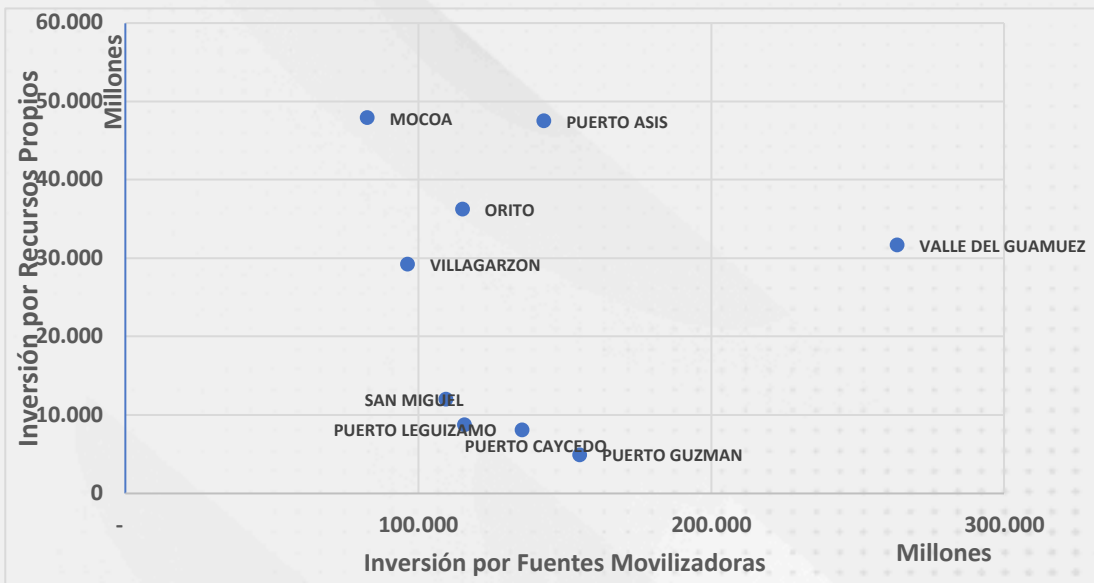 60.000
Millones
50.000
40.000
30.000
20.000
10.000
0
Inversión por Recursos Propios
MOCOA
PUERTO ASIS
ORITO
VALLE DEL GUAMUEZ
VILLAGARZON
SAN MIGUEL
PUERTO LEGUIZAMO
PUERTO CAYCEDO
PUERTO GUZMAN
-
100.000
200.000
300.000
Millones
Inversión por Fuentes Movilizadoras